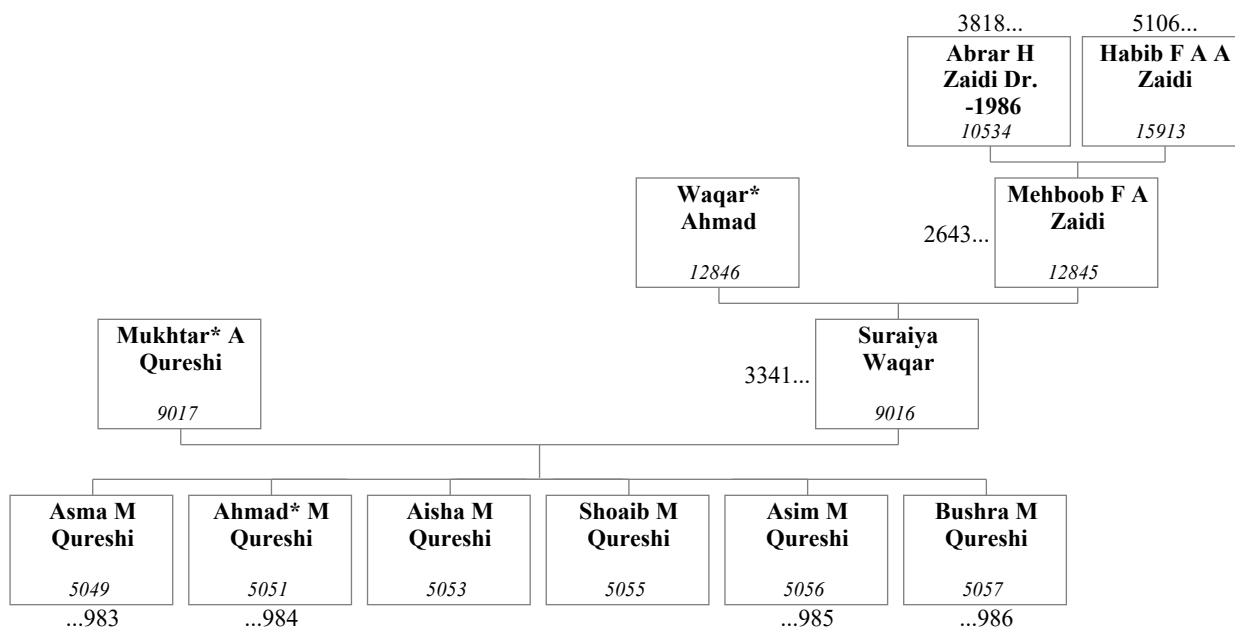 3818...
5106...
Abrar H
Zaidi Dr.
-1986
10534
Habib F A A
Zaidi
15913
Waqar*
Ahmad
12846
2643...
Mehboob F A
Zaidi
12845
Mukhtar* A
Qureshi
9017
3341...
Suraiya
Waqar
9016
Asma M
Qureshi
5049
...983
Ahmad* M
Qureshi
5051
...984
Aisha M
Qureshi
5053
Shoaib M
Qureshi
5055
Asim M
Qureshi
5056
...985
Bushra M
Qureshi
5057
...986